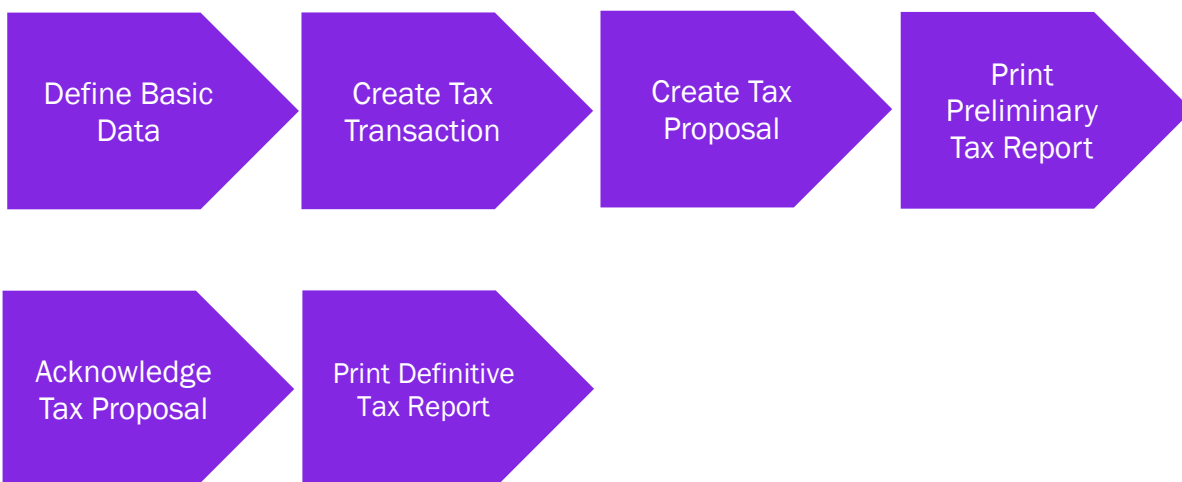 Define Basic
Data
Create Tax
Transaction
Create Tax
Proposal
Print
Preliminary
Tax Report
Acknowledge
Tax Proposal
Print Definitive
Tax Report